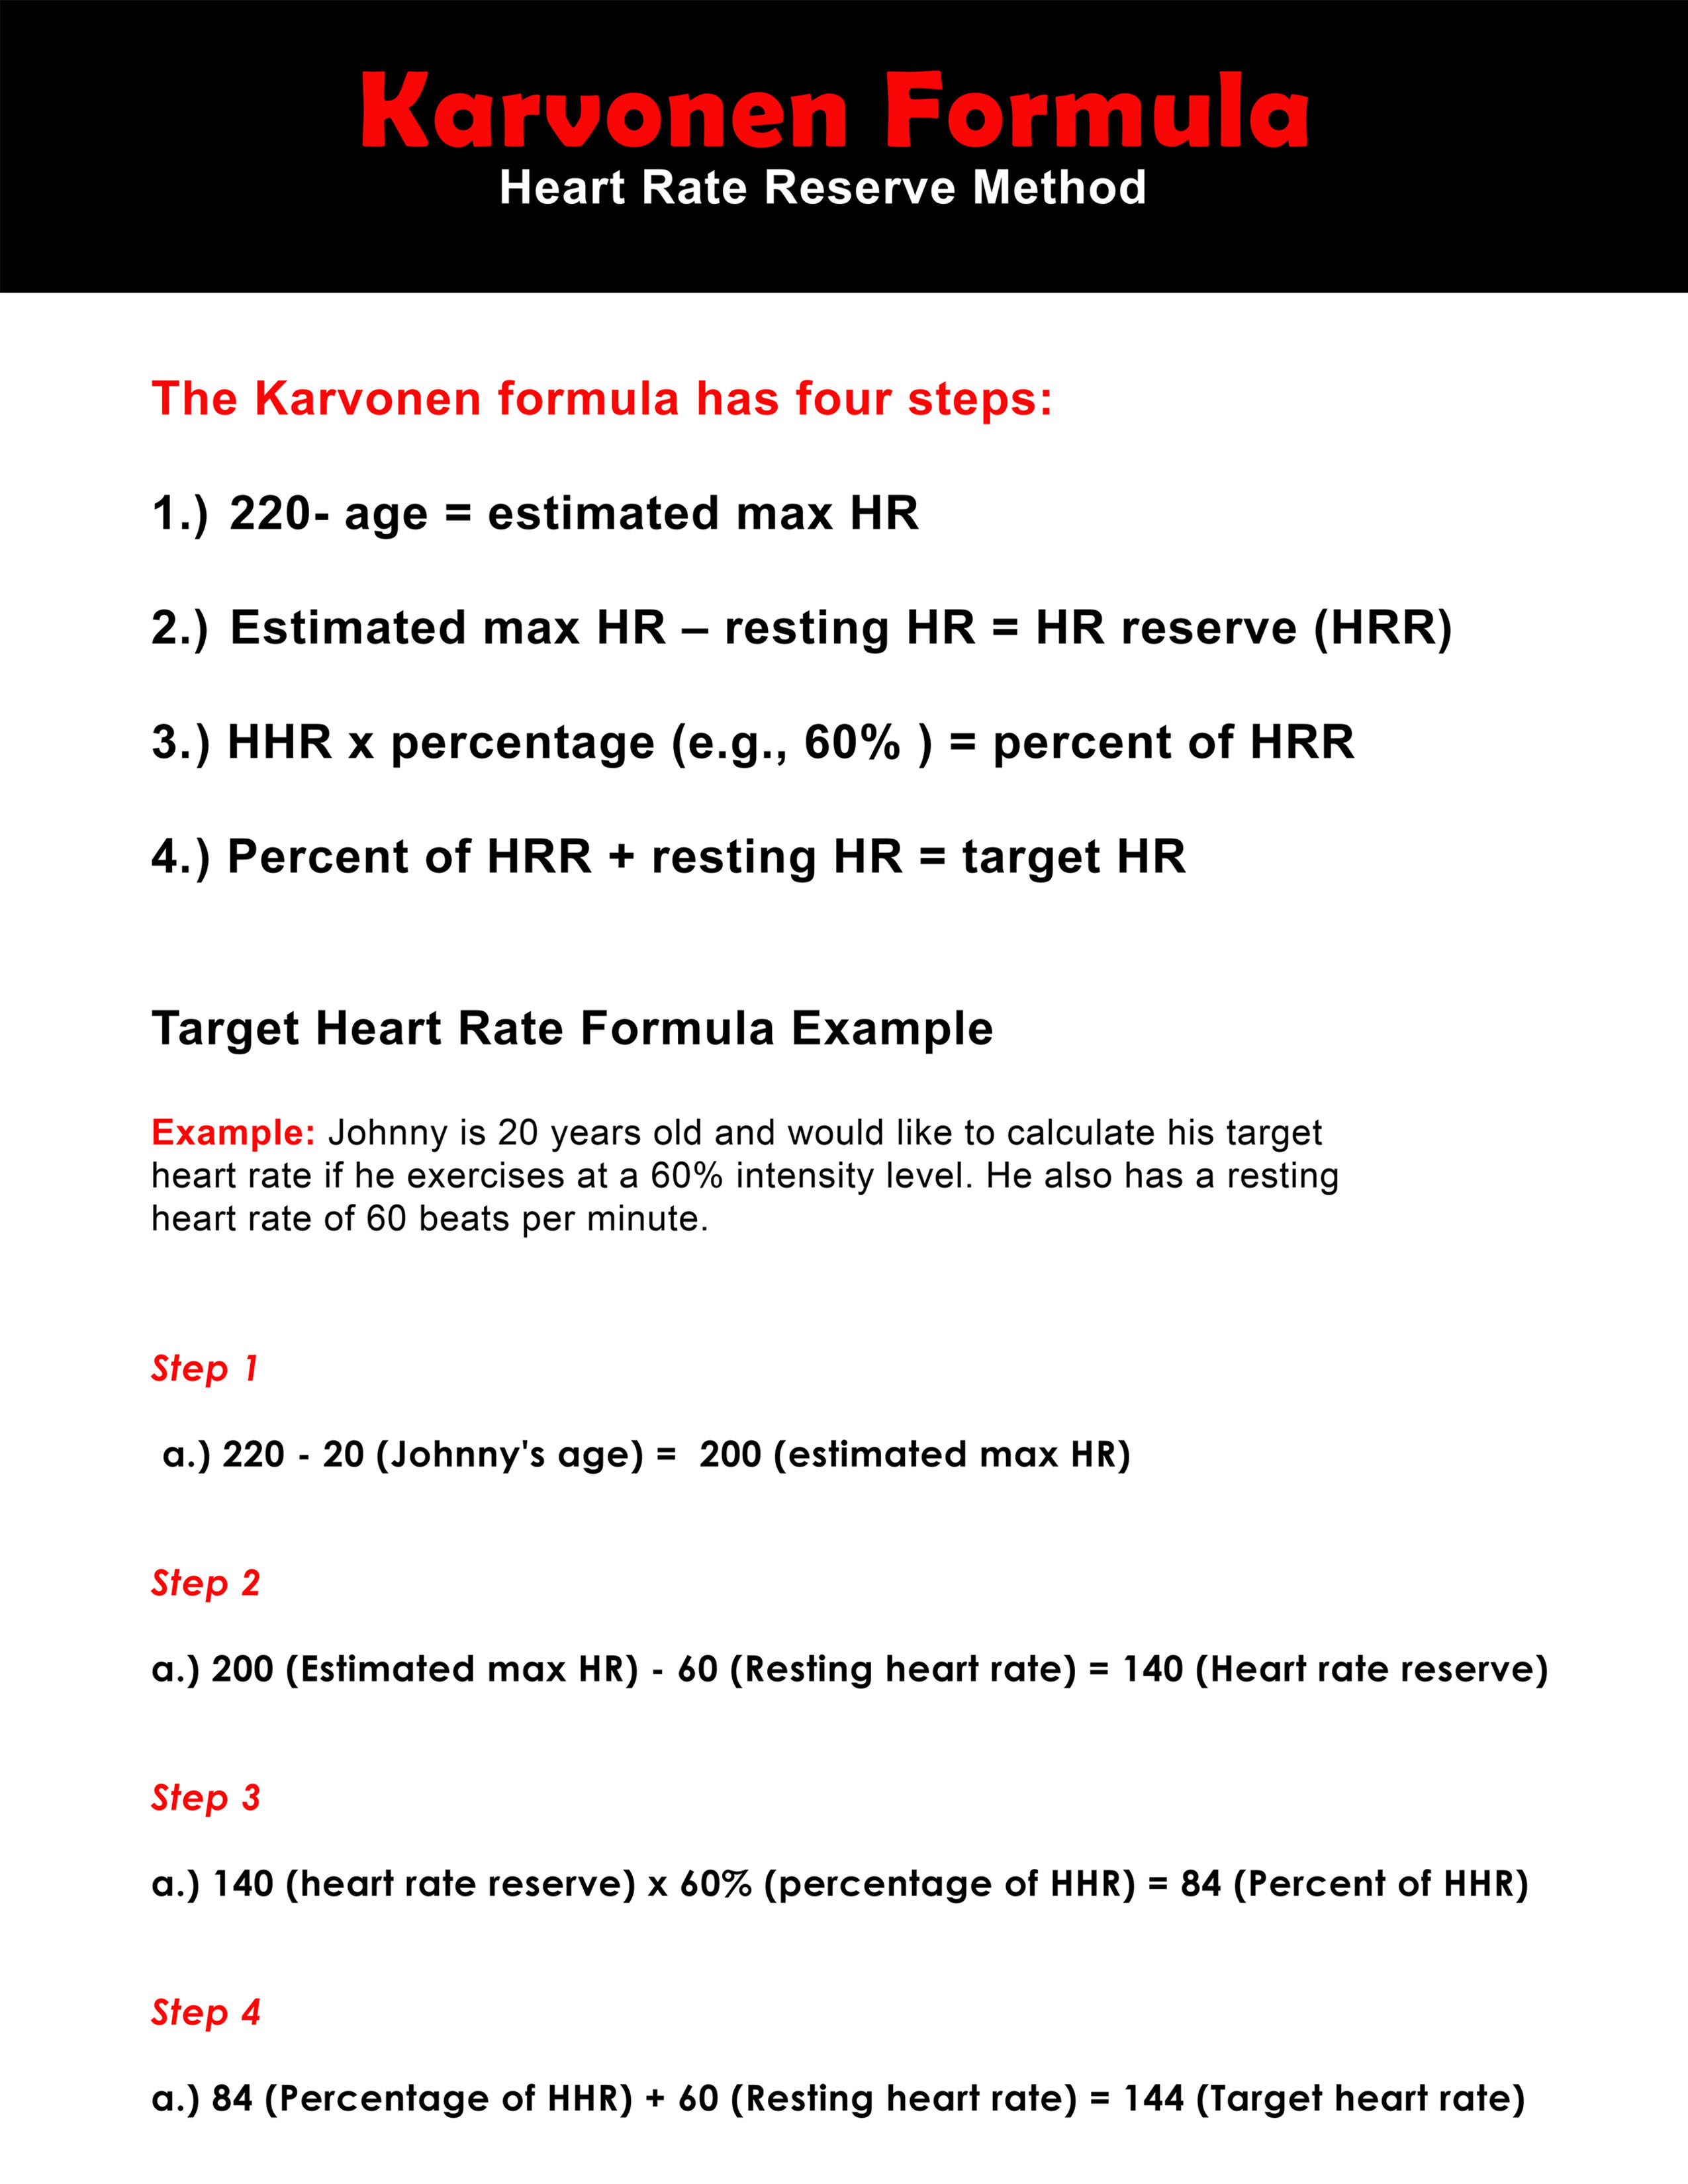 Karvonen Formula
Heart Rate Reserve Method
The Karvonen formula has four steps:
1.) 220- age = estimated max HR
2.) Estimated max HR – resting HR = HR reserve (HRR)
3.) HHR x percentage (e.g., 60% ) = percent of HRR
4.) Percent of HRR + resting HR = target HR
Target Heart Rate Formula Example
Example: Johnny is 20 years old and would like to calculate his target
heart rate if he exercises at a 60% intensity level. He also has a resting
heart rate of 60 beats per minute.
Step 1
a.) 220 - 20 (Johnny's age) = 200 (estimated max HR)
Step 2
a.) 200 (Estimated max HR) - 60 (Resting heart rate) = 140 (Heart rate reserve)
Step 3
a.) 140 (heart rate reserve) x 60% (percentage of HHR) = 84 (Percent of HHR)
Step 4
a.) 84 (Percentage of HHR) + 60 (Resting heart rate) = 144 (Target heart rate)